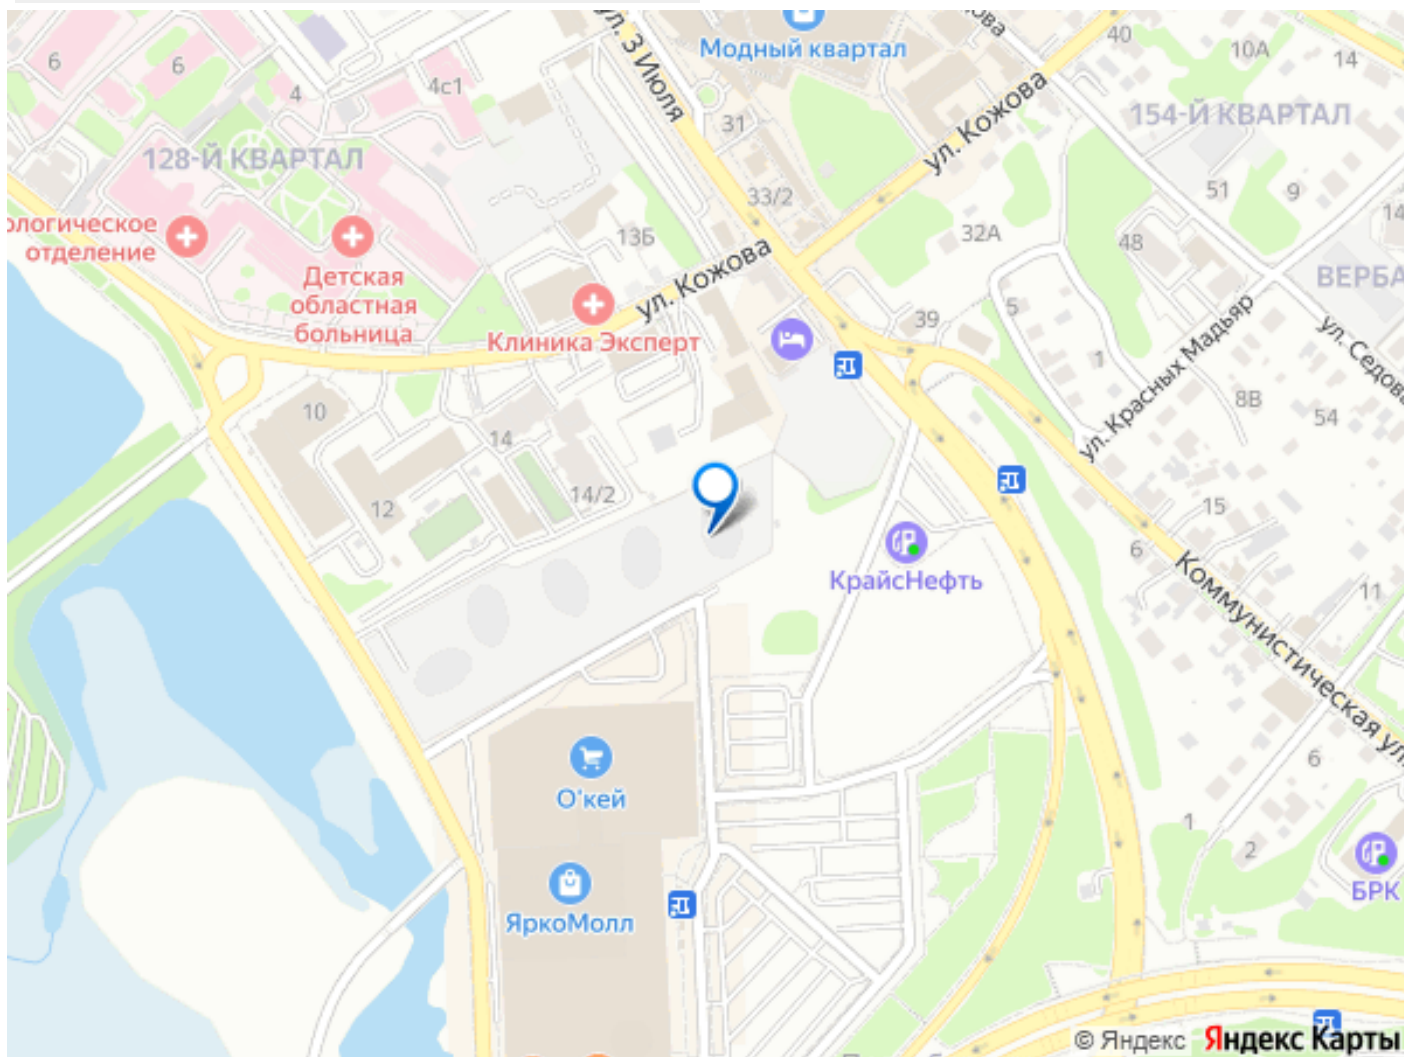 ул. 3 Июля
Модный квартал
40
10А
14
6
6
4
4с1
31
ул. Кожова
154-Й КВАРТАЛ
128-Й КВАРТАЛ
33/2
51
9
ологическое
отделение
Детская
областная
больница
13Б
ул. Кожова
32А
48
14
ВЕРБА
Клиника Эксперт
39
5
1
ул. Красных Мадьяр
ул. Седова
8В
54
10
14
12
14/2
КрайсНефть
15
6
Коммунистическая ул.
11
О'кей
6
1
2
ЯркоМолл
БРК
© Яндекс Яндекс Карты